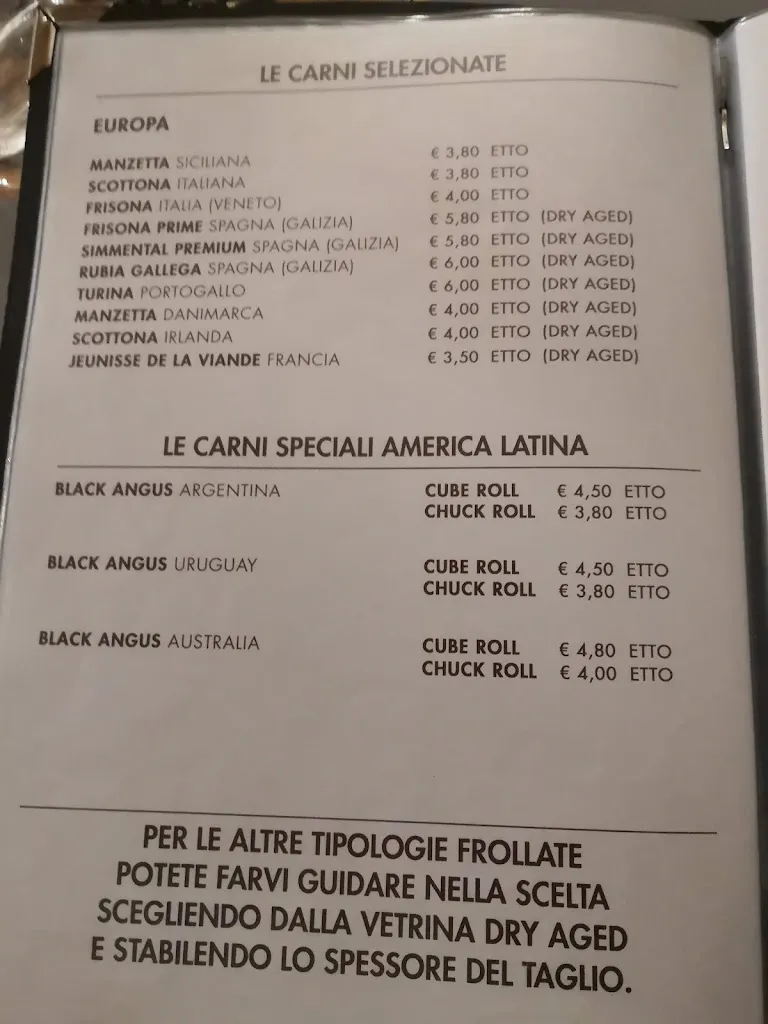 LE CARNI SELEZIONATE
EUROPA
MANZETTA SICILIANA € 3,80 ETTO
SCOTTONA ITALIANA € 3,80 ETTO
FRISONA ITALIA (VENETO) € 4,00 ETTO
FRISONA PRIME SPAGNA (GALIZIA) € 5,80 ETTO (DRY AGED)
SIMMENTAL PREMIUM SPAGNA (GALIZIA) € 5,80 ETTO (DRY AGED)
RUBIA GALLEGA SPAGNA (GALIZIA) € 6,00 ETTO (DRY AGED)
TURINA PORTOGALLO € 6,00 ETTO (DRY AGED)
MANZETTA DANIMARCA € 4,00 ETTO (DRY AGED)
SCOTTONA IRLANDA € 4,00 ETTO (DRY AGED)
JEUNISSE DE LA VIANDE FRANCIA € 3,50 ETTO (DRY AGED)
LE CARNI SPECIALI AMERICA LATINA
BLACK ANGUS ARGENTINA CUBE ROLL € 4,50 ETTO
CHUCK ROLL € 3,80 ETTO
BLACK ANGUS URUGUAY CUBE ROLL € 4,50 ETTO
CHUCK ROLL € 3,80 ETTO
BLACK ANGUS AUSTRALIA CUBE ROLL € 4,80 ETTO
CHUCK ROLL € 4,00 ETTO
PER LE ALTRE TIPOLOGIE FROLLATE
POTETE FARVI GUIDARE NELLA SCELTA
SCEGLIENDO DALLA VETRINA DRY AGED
E STABILENDO LO SPESSORE DEL TAGLIO.